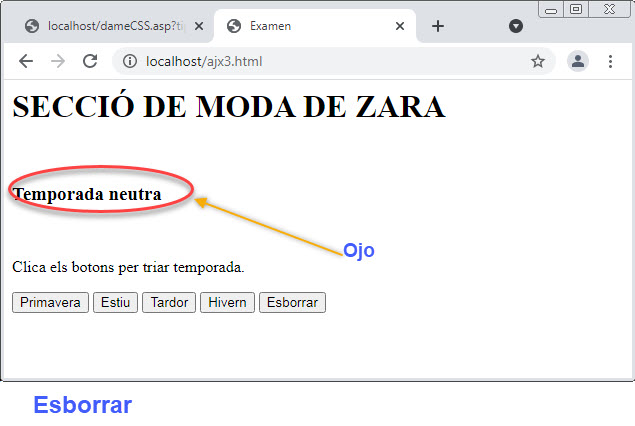 localhost/dameCSS.asp?ti
Examen
localhost/ajx3.html
SECCIÓ DE MODA DE ZARA
Temporada neutra
Ojo
Clica els botons per triar temporada.
Primavera Estiu Tardor Hivern Esborrar
Esborrar